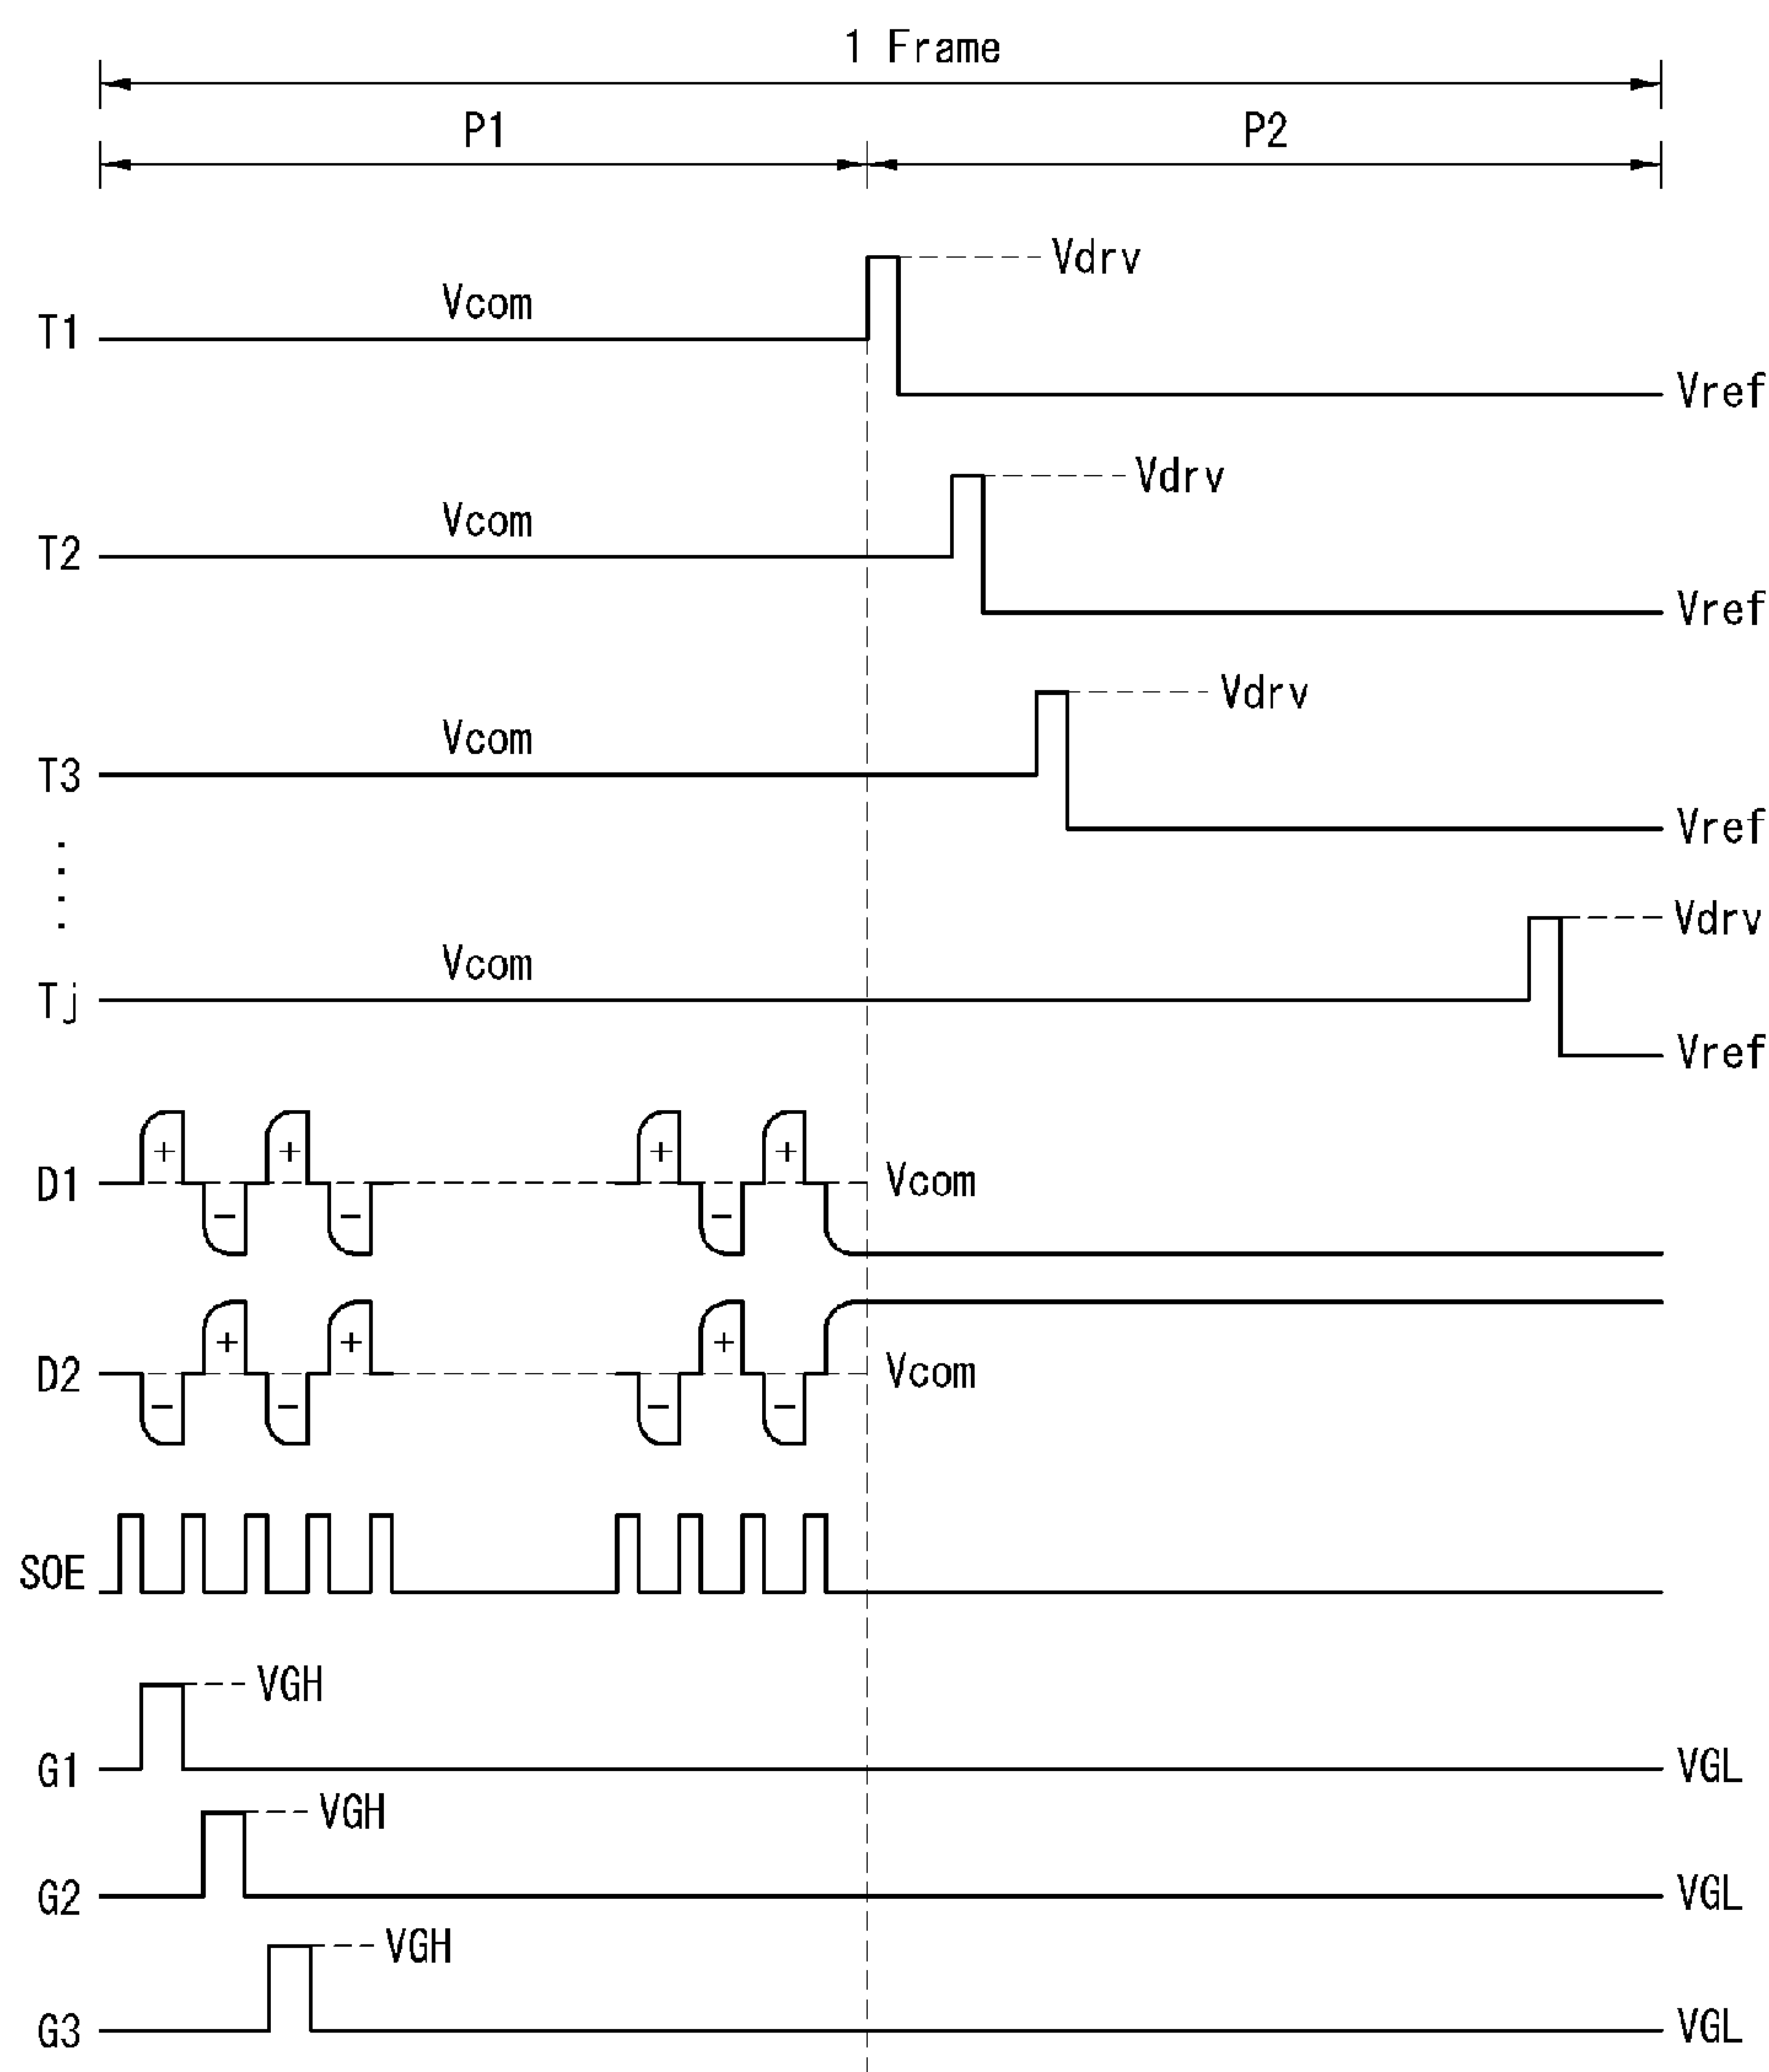 1 Frame
P1 P2
Vdrv
Vcom
T1
Vref
Vdrv
Vcom
T2
Vref
Vdrv
Vcom
T3
Vref
Vdrv
Vcom
Tj
Vref
+ + + +
D1 Vcom
- - -
+ + +
D2 Vcom
- - - -
SOE
VGH
G1 VGL
VGH
G2 VGL
VGH
G3 VGL